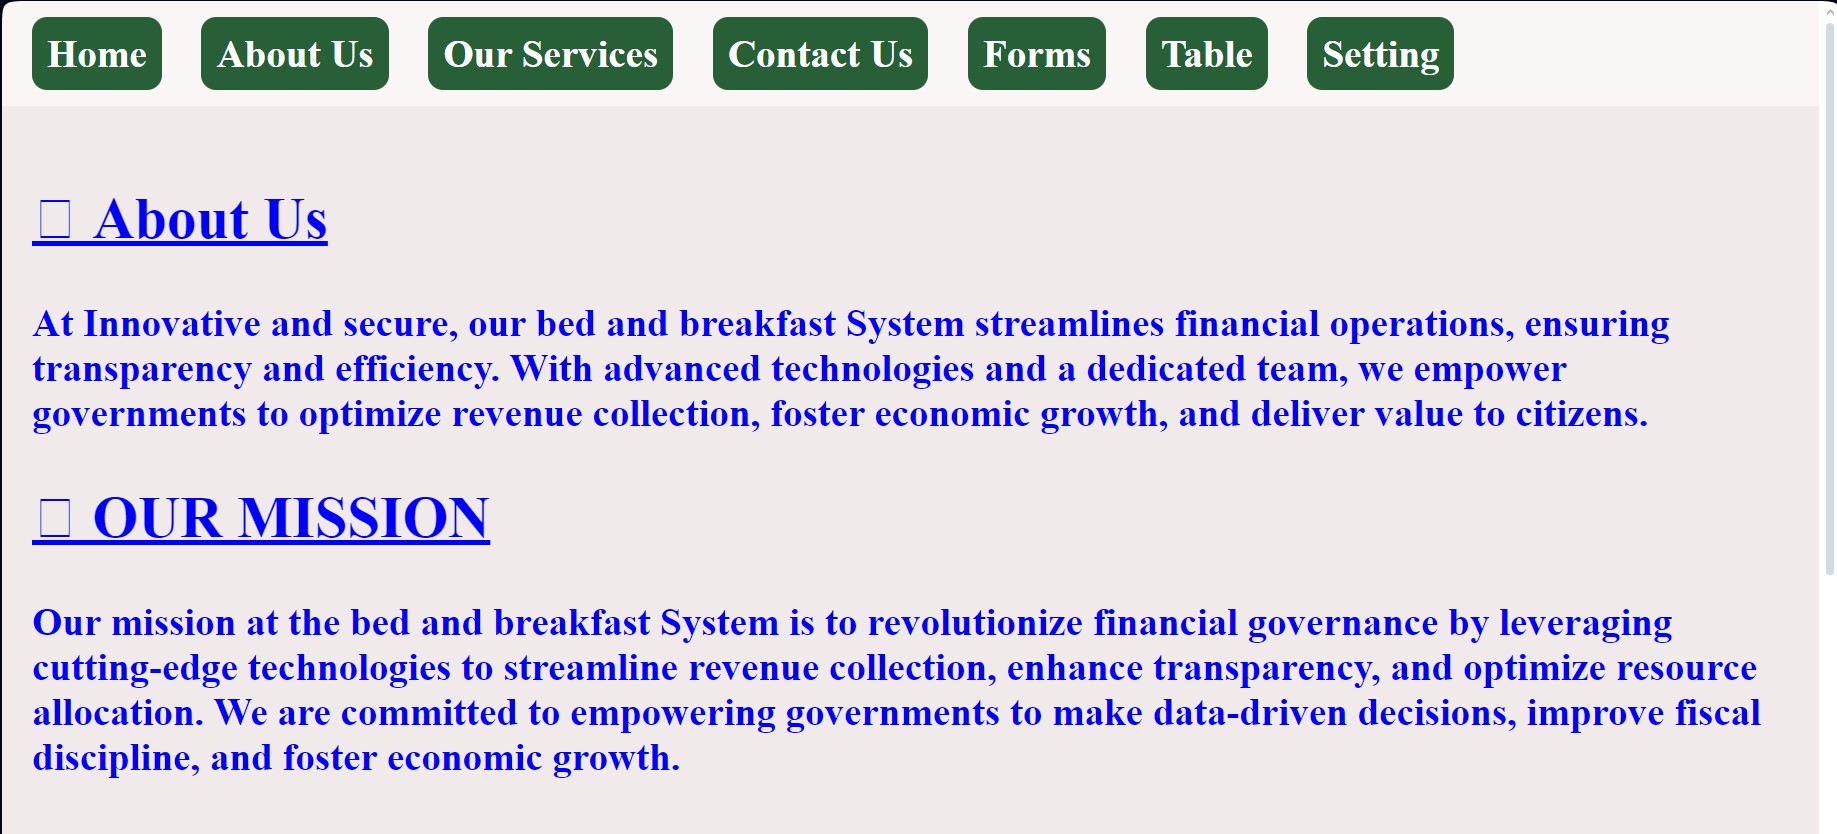 Home About Us Our Services Contact Us Forms Table Setting
About Us
At Innovative and secure, our bed and breakfast System streamlines financial operations, ensuring
transparency and efficiency. With advanced technologies and a dedicated team, we empower
governments to optimize revenue collection, foster economic growth, and deliver value to citizens.
OUR MISSION
Our mission at the bed and breakfast System is to revolutionize financial governance by leveraging
cutting-edge technologies to streamline revenue collection, enhance transparency, and optimize resource
allocation. We are committed to empowering governments to make data-driven decisions, improve fiscal
discipline, and foster economic growth.